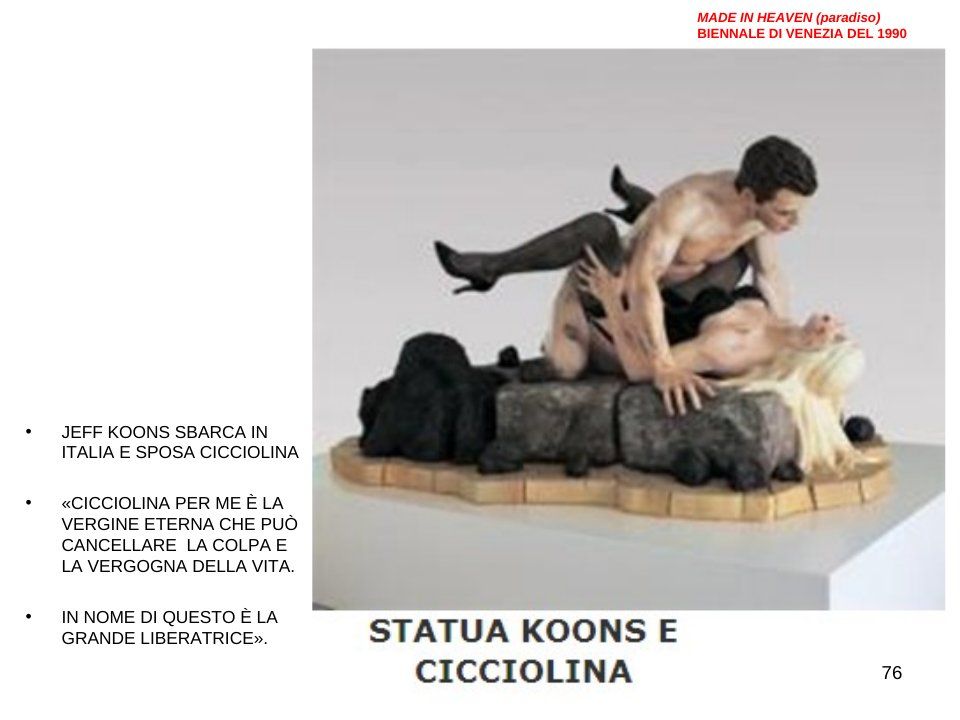 MADE IN HEAVEN (paradiso)
BIENNALE DI VENEZIA DEL 1990
• JEFF KOONS SBARCA IN
ITALIA E SPOSA CICCIOLINA
• «CICCIOLINA PER ME È LA
VERGINE ETERNA CHE PUÒ
CANCELLARE LA COLPA E
LA VERGOGNA DELLA VITA.
• IN NOME DI QUESTO È LA
GRANDE LIBERATRICE».
STATUA KOONS E
CICCIOLINA
76